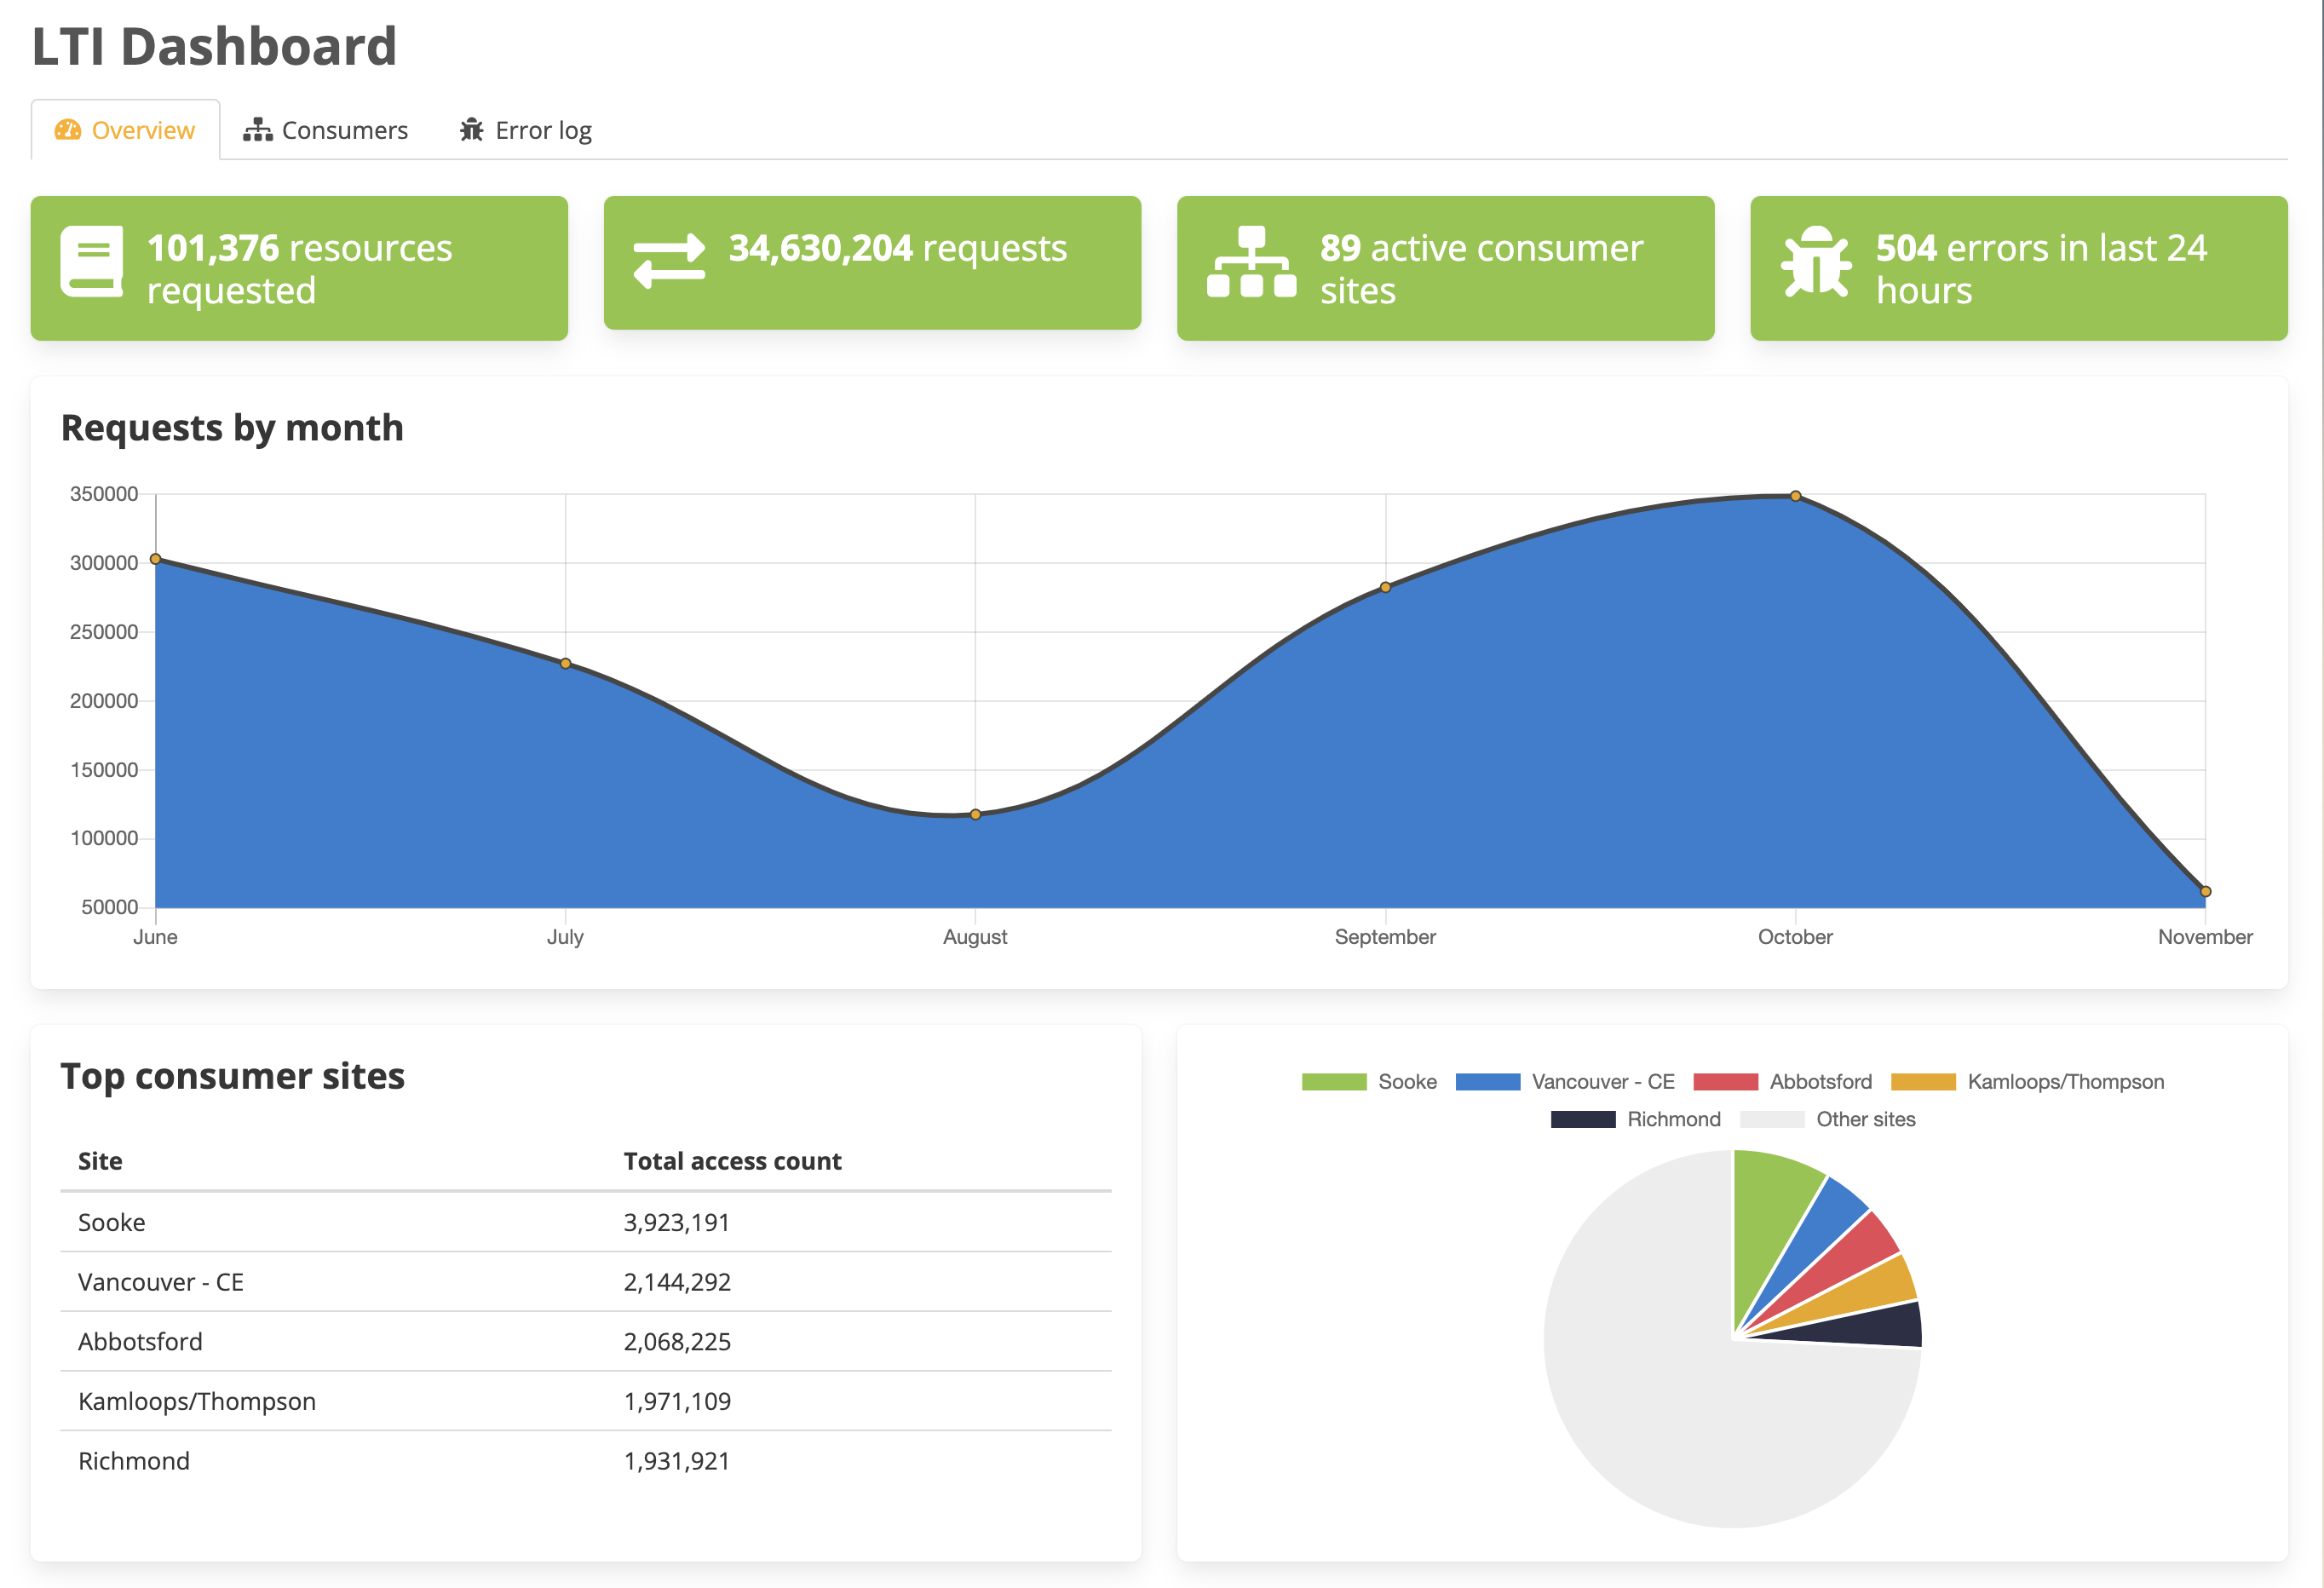 LTI Dashboard
Overview Consumers Error log
101,376 resources
requested
34,630,204 requests
89 active consumer
sites
504 errors in last 24
hours
Requests by month
350000
300000
250000
200000
150000
100000
50000
June July August September October November
Top consumer sites
Site Total access count
Sooke 3,923,191
Vancouver - CE 2,144,292
Abbotsford 2,068,225
Kamloops/Thompson 1,971,109
Richmond 1,931,921
Sooke Vancouver - CE Abbotsford Kamloops/Thompson
Richmond Other sites